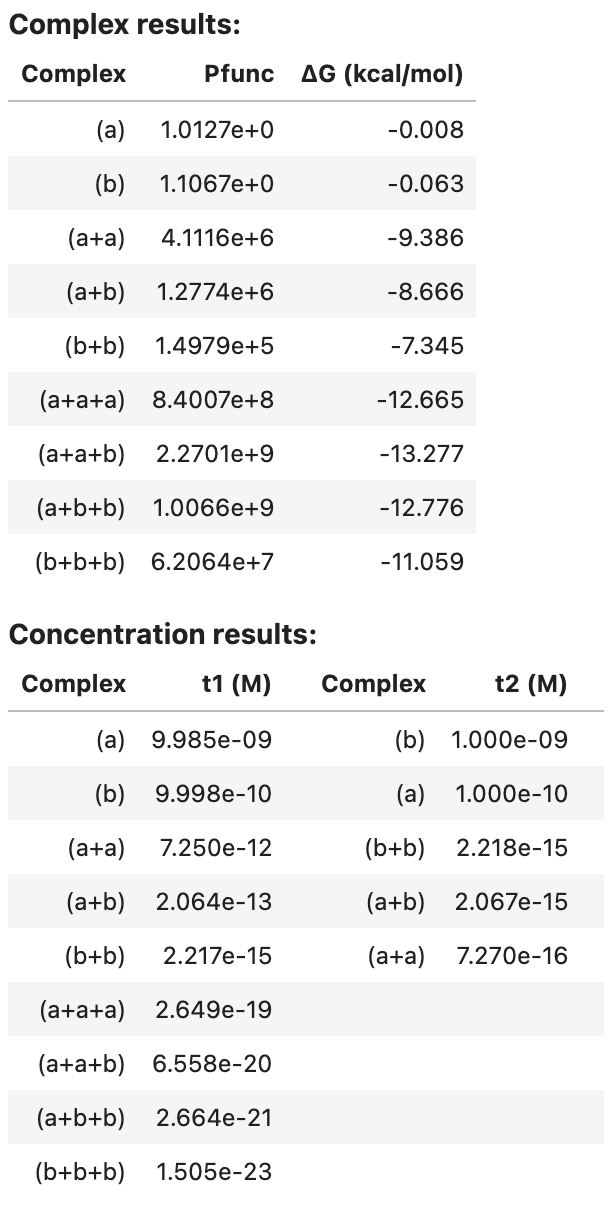 Complex results:
Complex Pfunc ΔG (kcal/mol)
(a) 1.0127e+0 -0.008
(b) 1.1067e+0 -0.063
(a+a) 4.1116e+6 -9.386
(a+b) 1.2774e+6 -8.666
(b+b) 1.4979e+5 -7.345
(a+a+a) 8.4007e+8 -12.665
(a+a+b) 2.2701e+9 -13.277
(a+b+b) 1.0066e+9 -12.776
(b+b+b) 6.2064e+7 -11.059
Concentration results:
Complex t1 (M) Complex t2 (M)
(a) 9.985e-09 (b) 1.000e-09
(b) 9.998e-10 (a) 1.000e-10
(a+a) 7.250e-12 (b+b) 2.218e-15
(a+b) 2.064e-13 (a+b) 2.067e-15
(b+b) 2.217e-15 (a+a) 7.270e-16
(a+a+a) 2.649e-19
(a+a+b) 6.558e-20
(a+b+b) 2.664e-21
(b+b+b) 1.505e-23